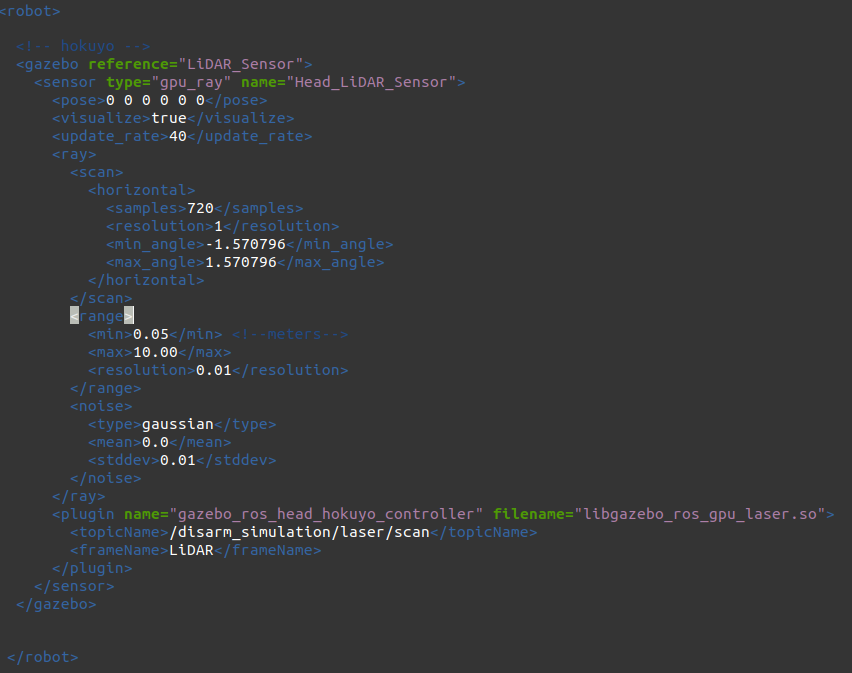 <robot>
<!-- hokuyo -->
<gazebo reference="LiDAR_Sensor">
<sensor type="gpu_ray" name="Head_LiDAR_Sensor">
<pose>0 0 0 0 0 0</pose>
<visualize>true</visualize>
<update_rate>40</update_rate>
<ray>
<scan>
<horizontal>
<samples>720</samples>
<resolution>1</resolution>
<min_angle>-1.570796</min_angle>
<max_angle>1.570796</max_angle>
</horizontal>
</scan>
<range>
<min>0.05</min> <!--meters-->
<max>10.00</max>
<resolution>0.01</resolution>
</range>
<noise>
<type>gaussian</type>
<mean>0.0</mean>
<stddev>0.01</stddev>
</noise>
</ray>
<plugin name="gazebo_ros_head_hokuyo_controller" filename="libgazebo_ros_gpu_laser.so">
<topicName>/disarm_simulation/laser/scan</topicName>
<frameName>LiDAR</frameName>
</plugin>
</sensor>
</gazebo>
</robot>